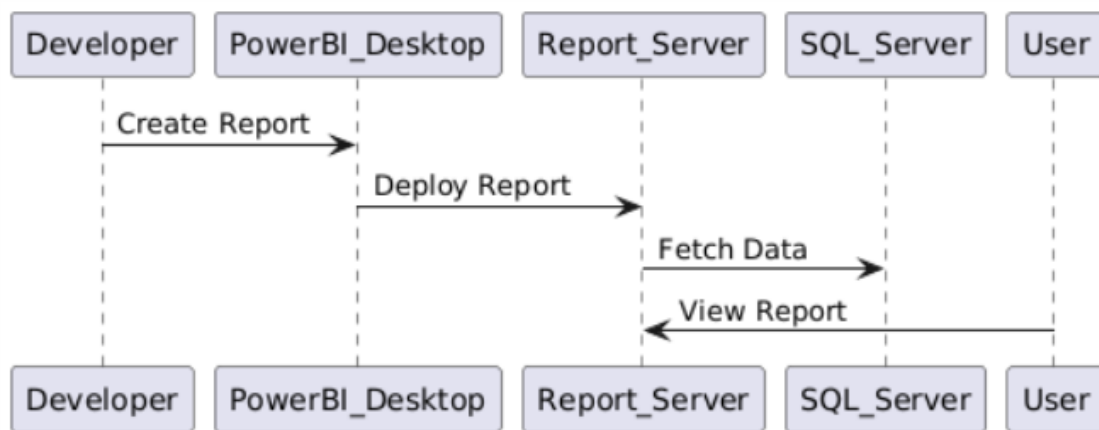 Developer PowerBI_Desktop Report_Server SQL_Server User
Create Report
Deploy Report
Fetch Data
View Report
Developer PowerBI_Desktop Report_Server SQL_Server User